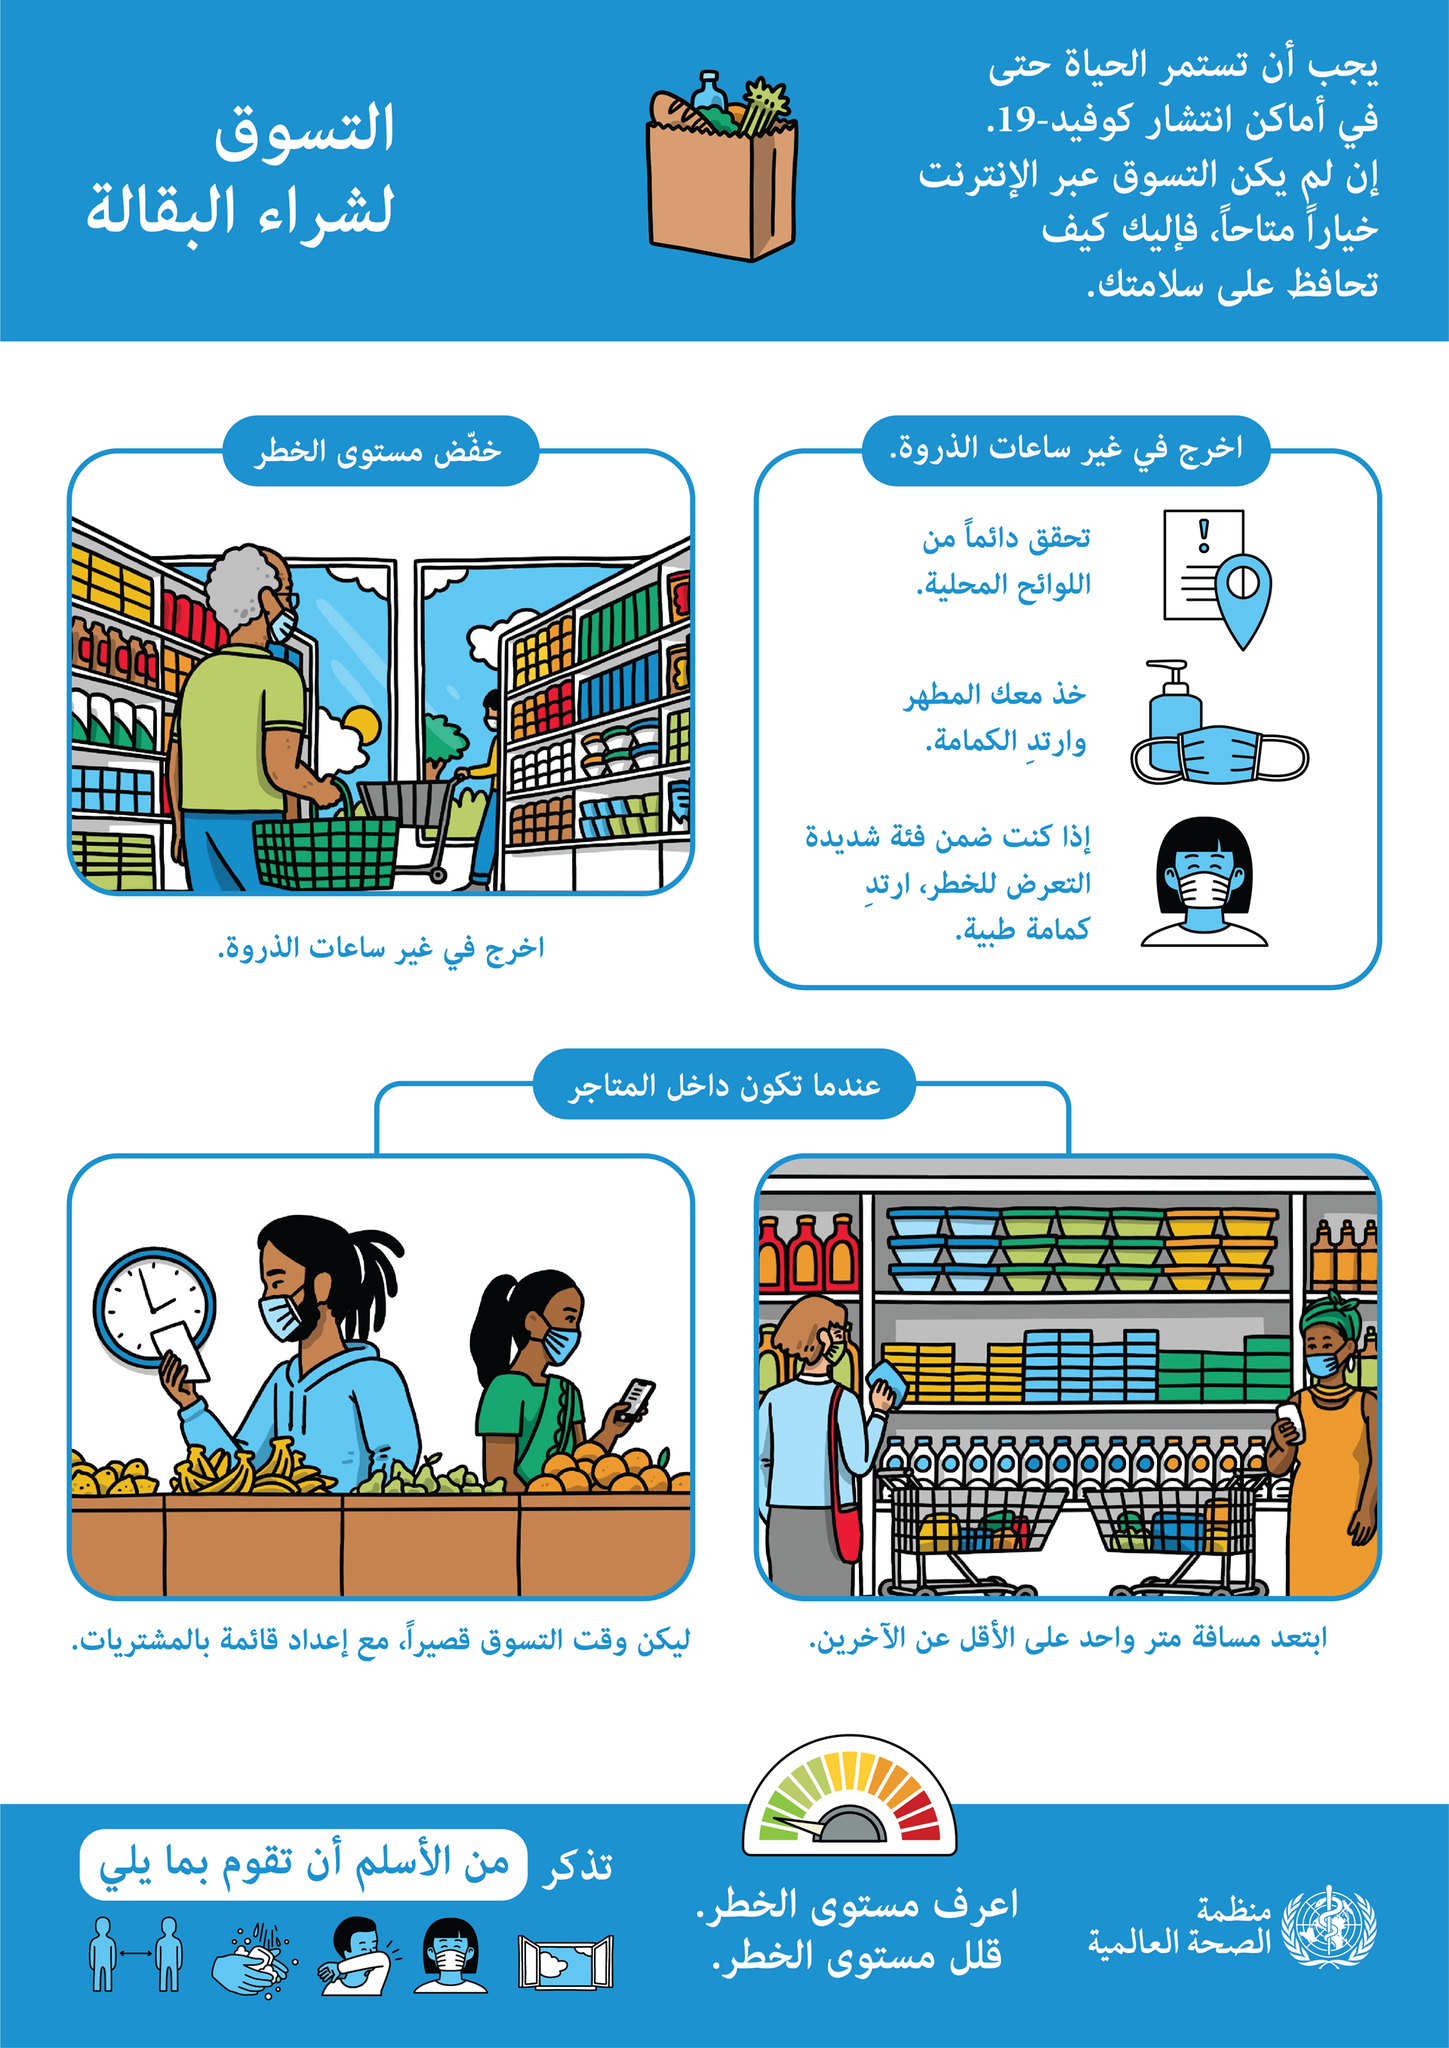 التسوق
لشراء البقالة
يجب أن تستمر الحياة حتى
في أماكن انتشار كوفيد-19.
إن لم يكن التسوق عبر الإنترنت
خياراً متاحاً، فإليك كيف
تحافظ على سلامتك.
اخرج في غير ساعات الذروة.
تحقق دائماً من
اللوائح المحلية.
خذ معك المطهر
وارتدِ الكمامة.
إذا كنت ضمن فئة شديدة
التعرض للخطر، ارتدِ
كمامة طبية.
خفّض مستوى الخطر
اخرج في غير ساعات الذروة.
عندما تكون داخل المتاجر
ابتعد مسافة متر واحد على الأقل عن الآخرين.
ليكن وقت التسوق قصيراً، مع إعداد قائمة بالمشتريات.
منظمة
الصحة العالمية
اعرف مستوى الخطر.
قلل مستوى الخطر.
تذكر من الأسلم أن تقوم بما يلي